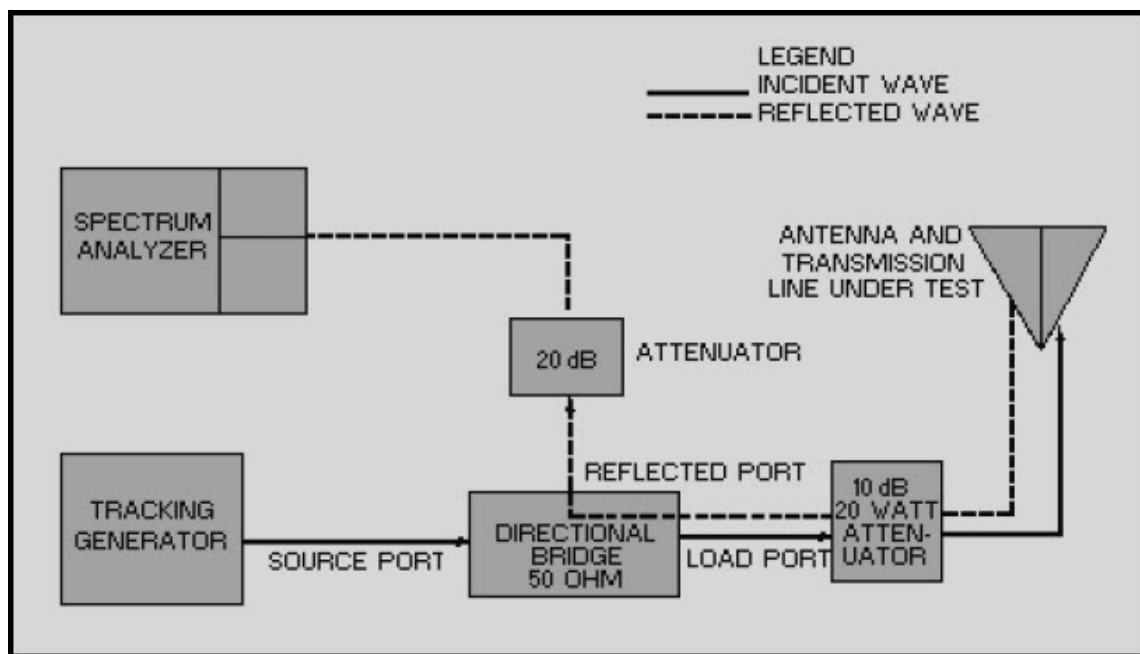 LEGEND
INCIDENT WAVE
REFLECTED WAVE
SPECTRUM
ANALYZER
ANTENNA AND
TRANSMISSION
LINE UNDER TEST
20 dB
ATTENUATOR
REFLECTED PORT
10 dB
20 WATT
ATTEN-
UATOR
TRACKING
GENERATOR
SOURCE PORT
DIRECTIONAL
BRIDGE
50 OHM
LOAD PORT